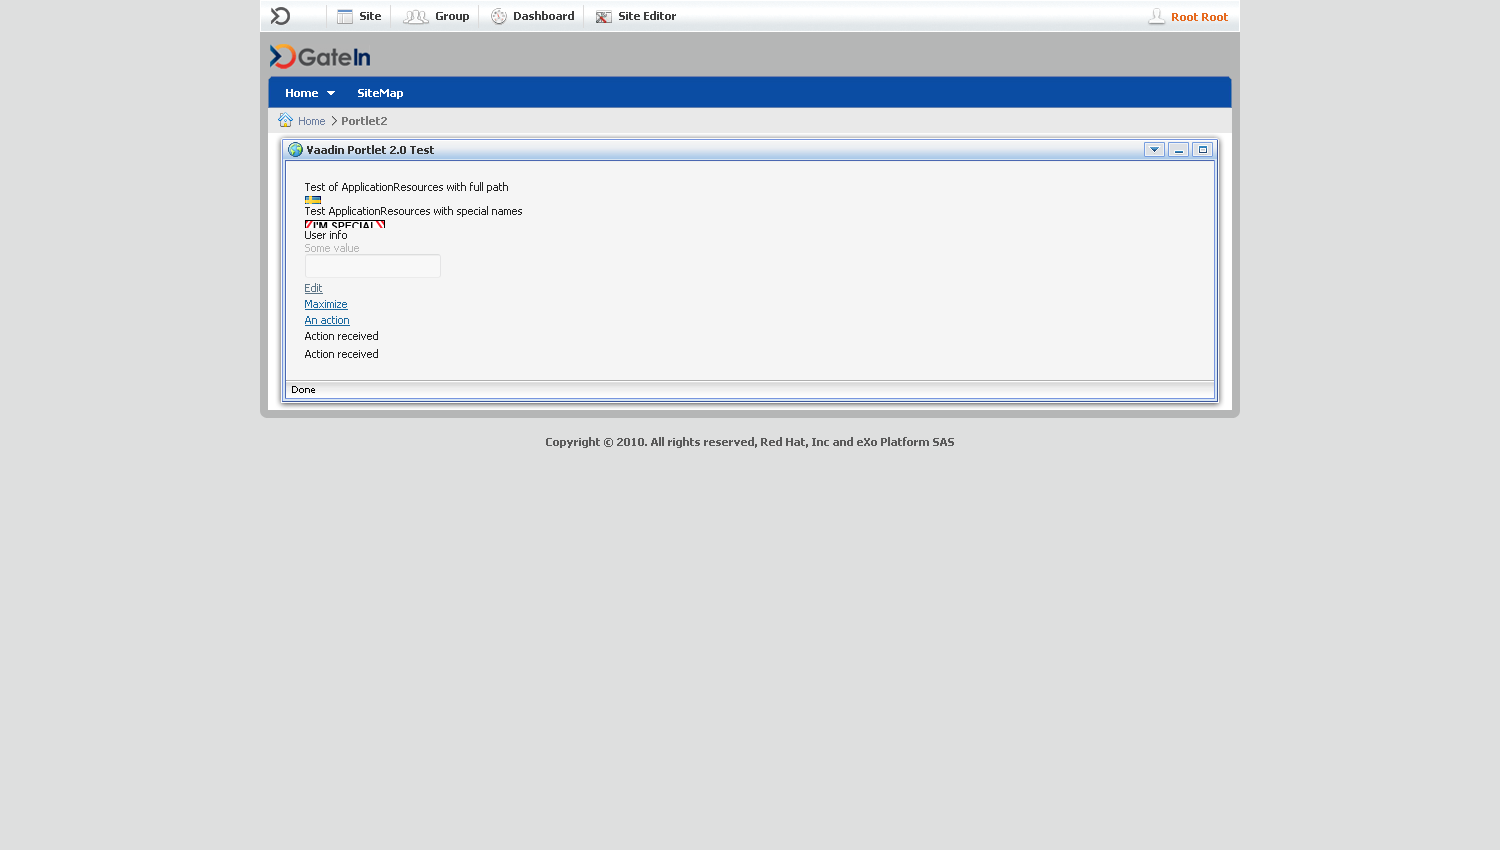 Site Group Dashboard Site Editor Root Root
GateIn
Home SiteMap
Home Portlet2
Vaadin Portlet 2.0 Test
Test of ApplicationResources with full path
Test ApplicationResources with special names
I'M SPECIAL
User info
Some value
Edit
Maximize
An action
Action received
Action received
Done
Copyright © 2010. All rights reserved, Red Hat, Inc and eXo Platform SAS